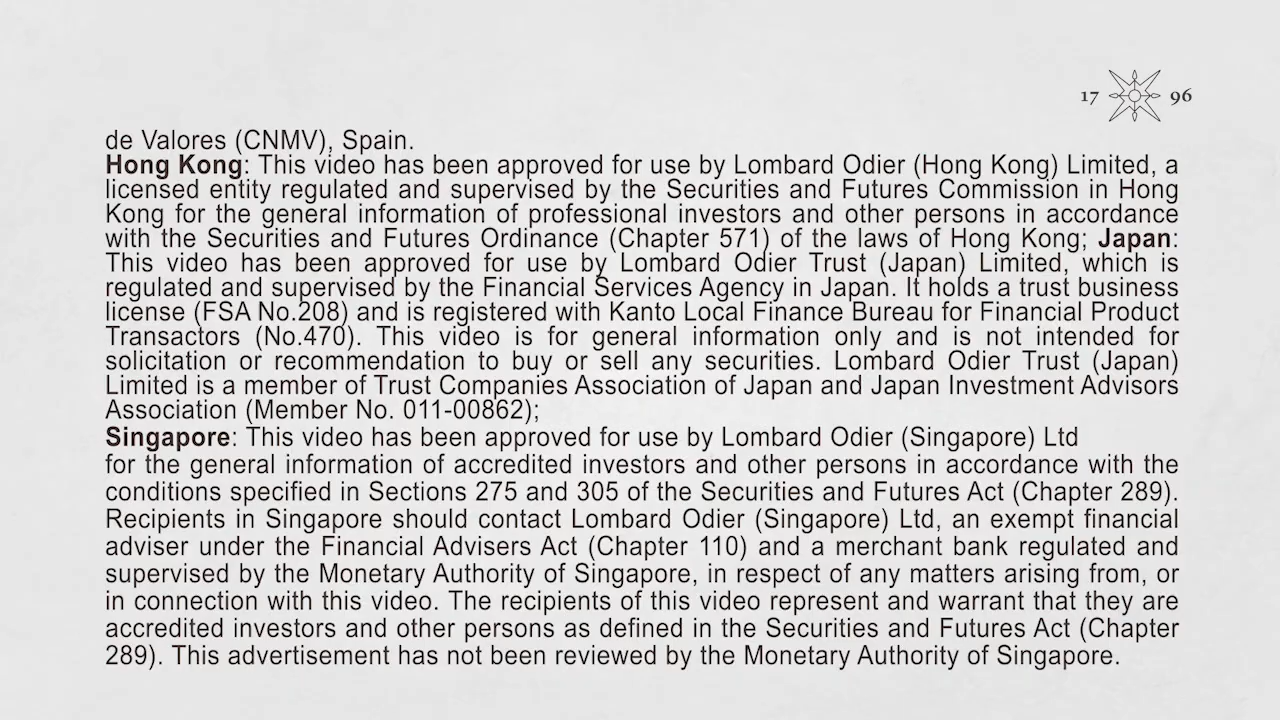 17 96
de Valores (CNMV), Spain.
Hong Kong: This video has been approved for use by Lombard Odier (Hong Kong) Limited, a
licensed entity regulated and supervised by the Securities and Futures Commission in Hong
Kong for the general information of professional investors and other persons in accordance
with the Securities and Futures Ordinance (Chapter 571) of the laws of Hong Kong; Japan:
This video has been approved for use by Lombard Odier Trust (Japan) Limited, which is
regulated and supervised by the Financial Services Agency in Japan. It holds a trust business
license (FSA No.208) and is registered with Kanto Local Finance Bureau for Financial Product
Transactors (No.470). This video is for general information only and is not intended for
solicitation or recommendation to buy or sell any securities. Lombard Odier Trust (Japan)
Limited is a member of Trust Companies Association of Japan and Japan Investment Advisors
Association (Member No. 011-00862);
Singapore: This video has been approved for use by Lombard Odier (Singapore) Ltd
for the general information of accredited investors and other persons in accordance with the
conditions specified in Sections 275 and 305 of the Securities and Futures Act (Chapter 289).
Recipients in Singapore should contact Lombard Odier (Singapore) Ltd, an exempt financial
adviser under the Financial Advisers Act (Chapter 110) and a merchant bank regulated and
supervised by the Monetary Authority of Singapore, in respect of any matters arising from, or
in connection with this video. The recipients of this video represent and warrant that they are
accredited investors and other persons as defined in the Securities and Futures Act (Chapter
289). This advertisement has not been reviewed by the Monetary Authority of Singapore.